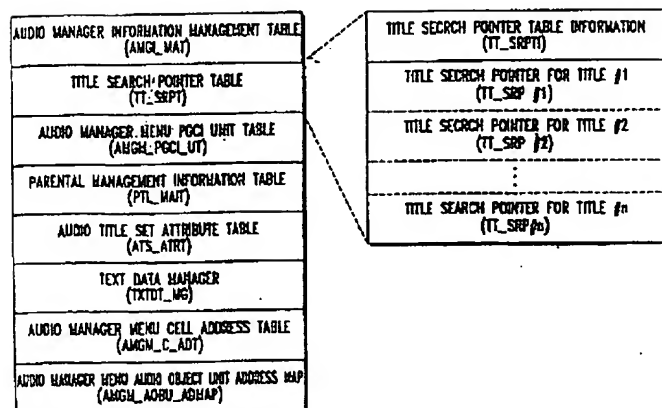 AUDIO MANAGER INFORMATION MANAGEMENT TABLE
(AMGI_MAT)
TITLE SEARCH POINTER TABLE
(TT_SRPT)
AUDIO MANAGER MENU PGCI UNIT TABLE
(AMGM_PGCI_UT)
PARENTAL MANAGEMENT INFORMATION TABLE
(PTL_MAIT)
AUDIO TITLE SET ATTRIBUTE TABLE
(ATS_ATRT)
TEXT DATA MANAGER
(TXTDT_MG)
AUDIO MANAGER MENU CELL ADDRESS TABLE
(AMGM_C_ADT)
AUDIO MANAGER MENU AUDIO OBJECT UNIT ADDRESS MAP
(AMGM_AOBU_ADMAP)
TITLE SECRCH POINTER TABLE INFORMATION
(TT_SRPTI)
TITLE SECRCH POINTER FOR TITLE #1
(TT_SRP #1)
TITLE SECRCH POINTER FOR TITLE #2
(TT_SRP #2)
⋮
TITLE SEARCH POINTER FOR TITLE #n
(TT_SRP#n)